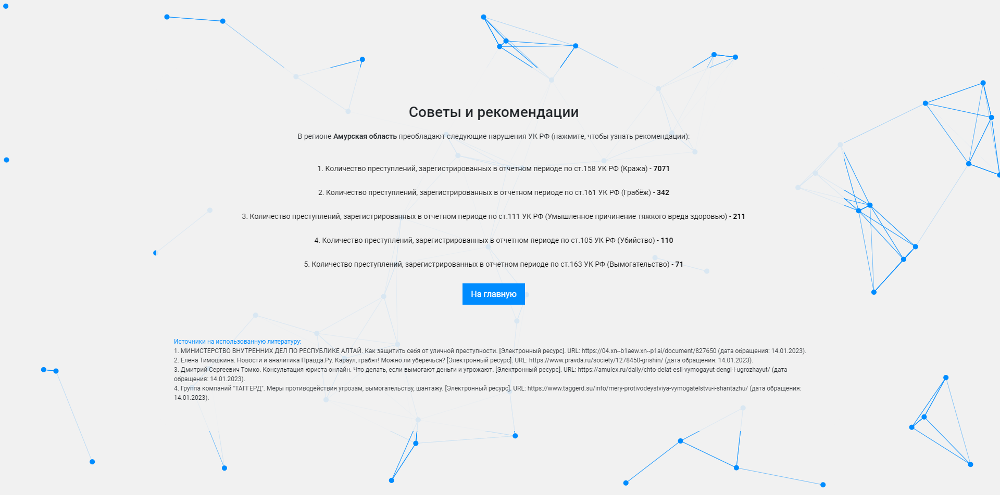 Советы и рекомендации
В регионе Амурская область преобладают следующие нарушения УК РФ (нажмите, чтобы узнать рекомендации):
1. Количество преступлений, зарегистрированных в отчетном периоде по ст.158 УК РФ (Кража) - 7071
2. Количество преступлений, зарегистрированных в отчетном периоде по ст.161 УК РФ (Грабёж) - 342
3. Количество преступлений, зарегистрированных в отчетном периоде по ст.111 УК РФ (Умышленное причинение тяжкого вреда здоровью) - 211
4. Количество преступлений, зарегистрированных в отчетном периоде по ст.105 УК РФ (Убийство) - 110
5. Количество преступлений, зарегистрированных в отчетном периоде по ст.163 УК РФ (Вымогательство) - 71
На главную
Источники на использованную литературу:
1. МИНИСТЕРСТВО ВНУТРЕННИХ ДЕЛ ПО РЕСПУБЛИКЕ АЛТАЙ. Как защитить себя от уличной преступности. [Электронный ресурс]. URL: https://04.xn--b1aew.xn--p1ai/document/827650 (дата обращения: 14.01.2023).
2. Елена Тимошкина. Новости и аналитика Правда.Ру. Караул, грабят! Можно ли уберечься? [Электронный ресурс]. URL: https://www.pravda.ru/society/1278450-grishin/ (дата обращения: 14.01.2023).
3. Дмитрий Сергеевич Томко. Консультация юриста онлайн. Что делать, если вымогают деньги и угрожают. [Электронный ресурс]. URL: https://amulex.ru/daily/chto-delat-esli-vymogayut-dengi-i-ugrozhayut/ (дата
обращения: 14.01.2023).
4. Группа компаний "ТАГГЕРД". Меры противодействия угрозам, вымогательству, шантажу. [Электронный ресурс]. URL: https://www.taggerd.su/info/mery-protivodeystviya-vymogatelstvu-i-shantazhu/ (дата обращения:
14.01.2023).